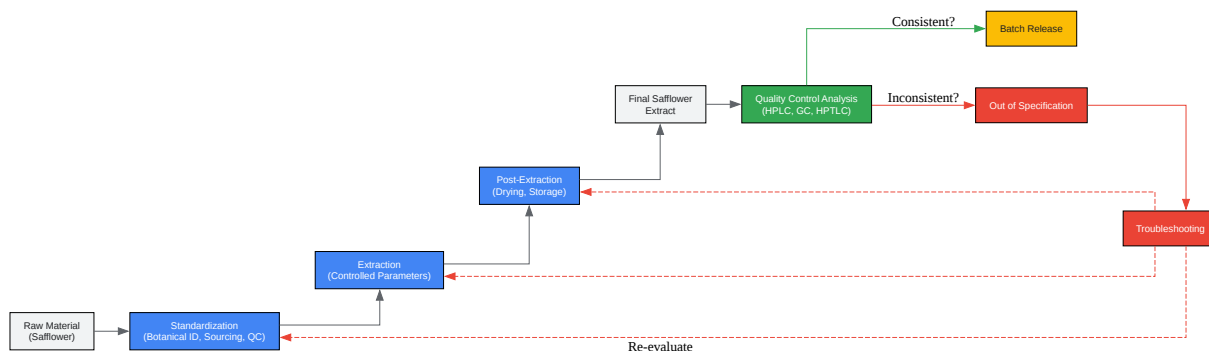 Consistent?
Batch Release
Final Safflower
Extract
Quality Control Analysis
(HPLC, GC, HPTLC)
Inconsistent?
Out of Specification
Post-Extraction
(Drying, Storage)
Troubleshooting
Extraction
(Controlled Parameters)
Raw Material
(Safflower)
Standardization
(Botanical ID, Sourcing, QC)
Re-evaluate